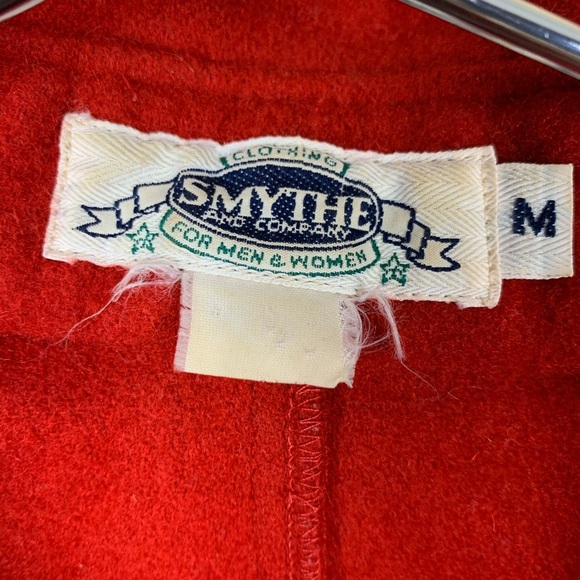 CLOTHING
SMYTHE
AND COMPANY
FOR MEN & WOMEN
M